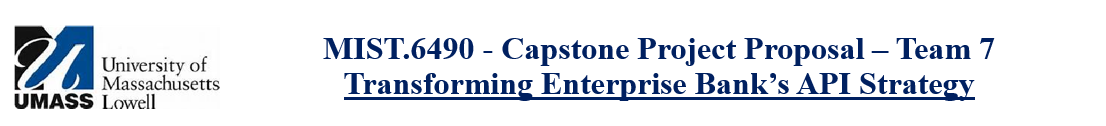 MIST.6490 - Capstone Project Proposal – Team 7
Transforming Enterprise Bank’s API Strategy
University of
Massachusetts
UMASS Lowell